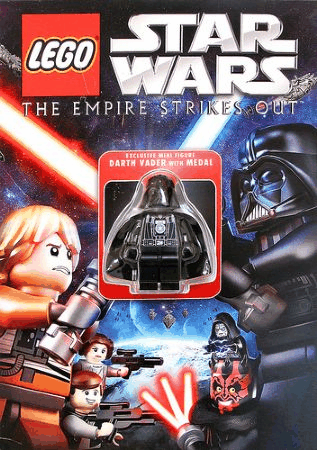 LEGO
STAR
WARS
THE EMPIRE STRIKES OUT
EXCLUSIVE MINI FIGURE
DARTH VADER WITH MEDAL